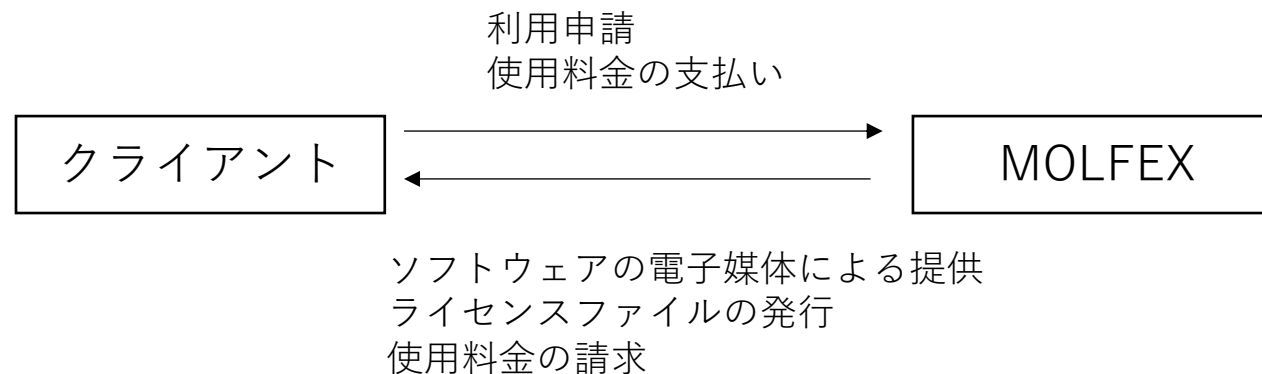 利用申請
使用料金の支払い
クライアント
MOLFEX
ソフトウェアの電子媒体による提供
ライセンスファイルの発行
使用料金の請求